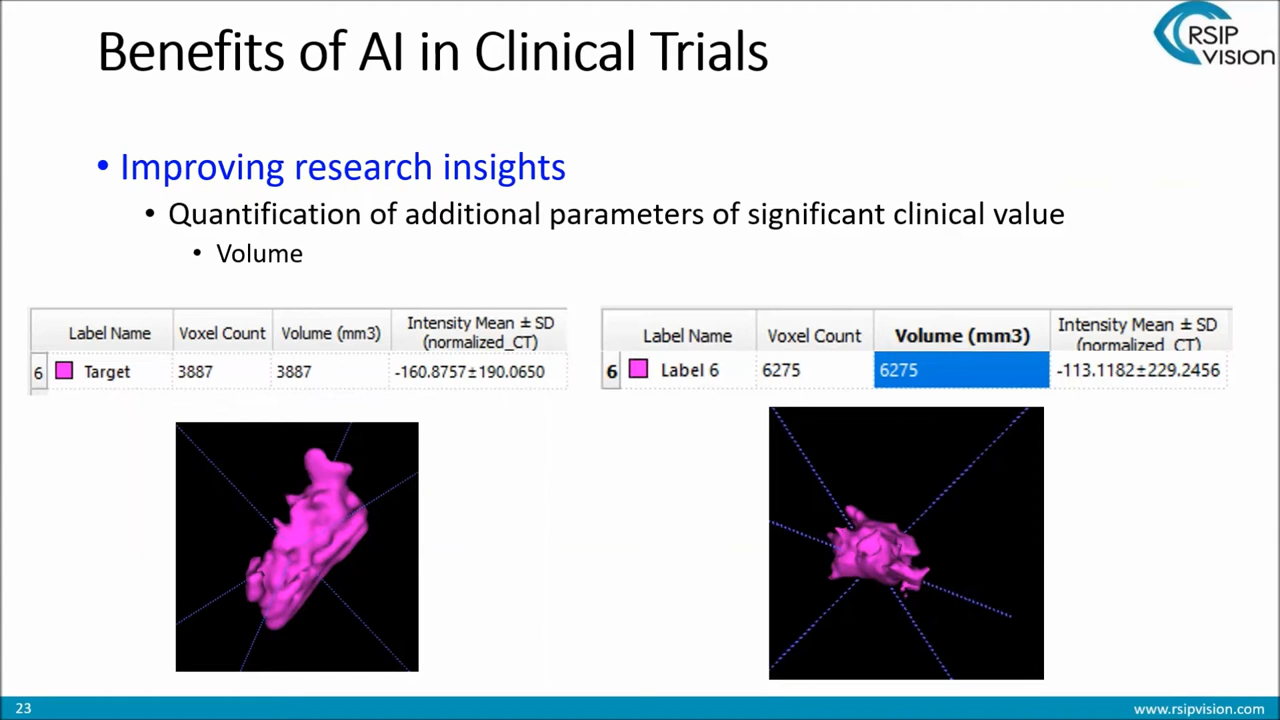 Benefits of AI in Clinical Trials
RSIP
vision
• Improving research insights
• Quantification of additional parameters of significant clinical value
• Volume
Label Name Voxel Count Volume (mm3) Intensity Mean ± SD
(normalized_CT)
6 Target 3887 3887 -160.8757±190.0650
Label Name Voxel Count Volume (mm3) Intensity Mean ± SD
(normalized_CT)
6 Label 6 6275 6275 -113.1182±229.2456
23
www.rsipvision.com